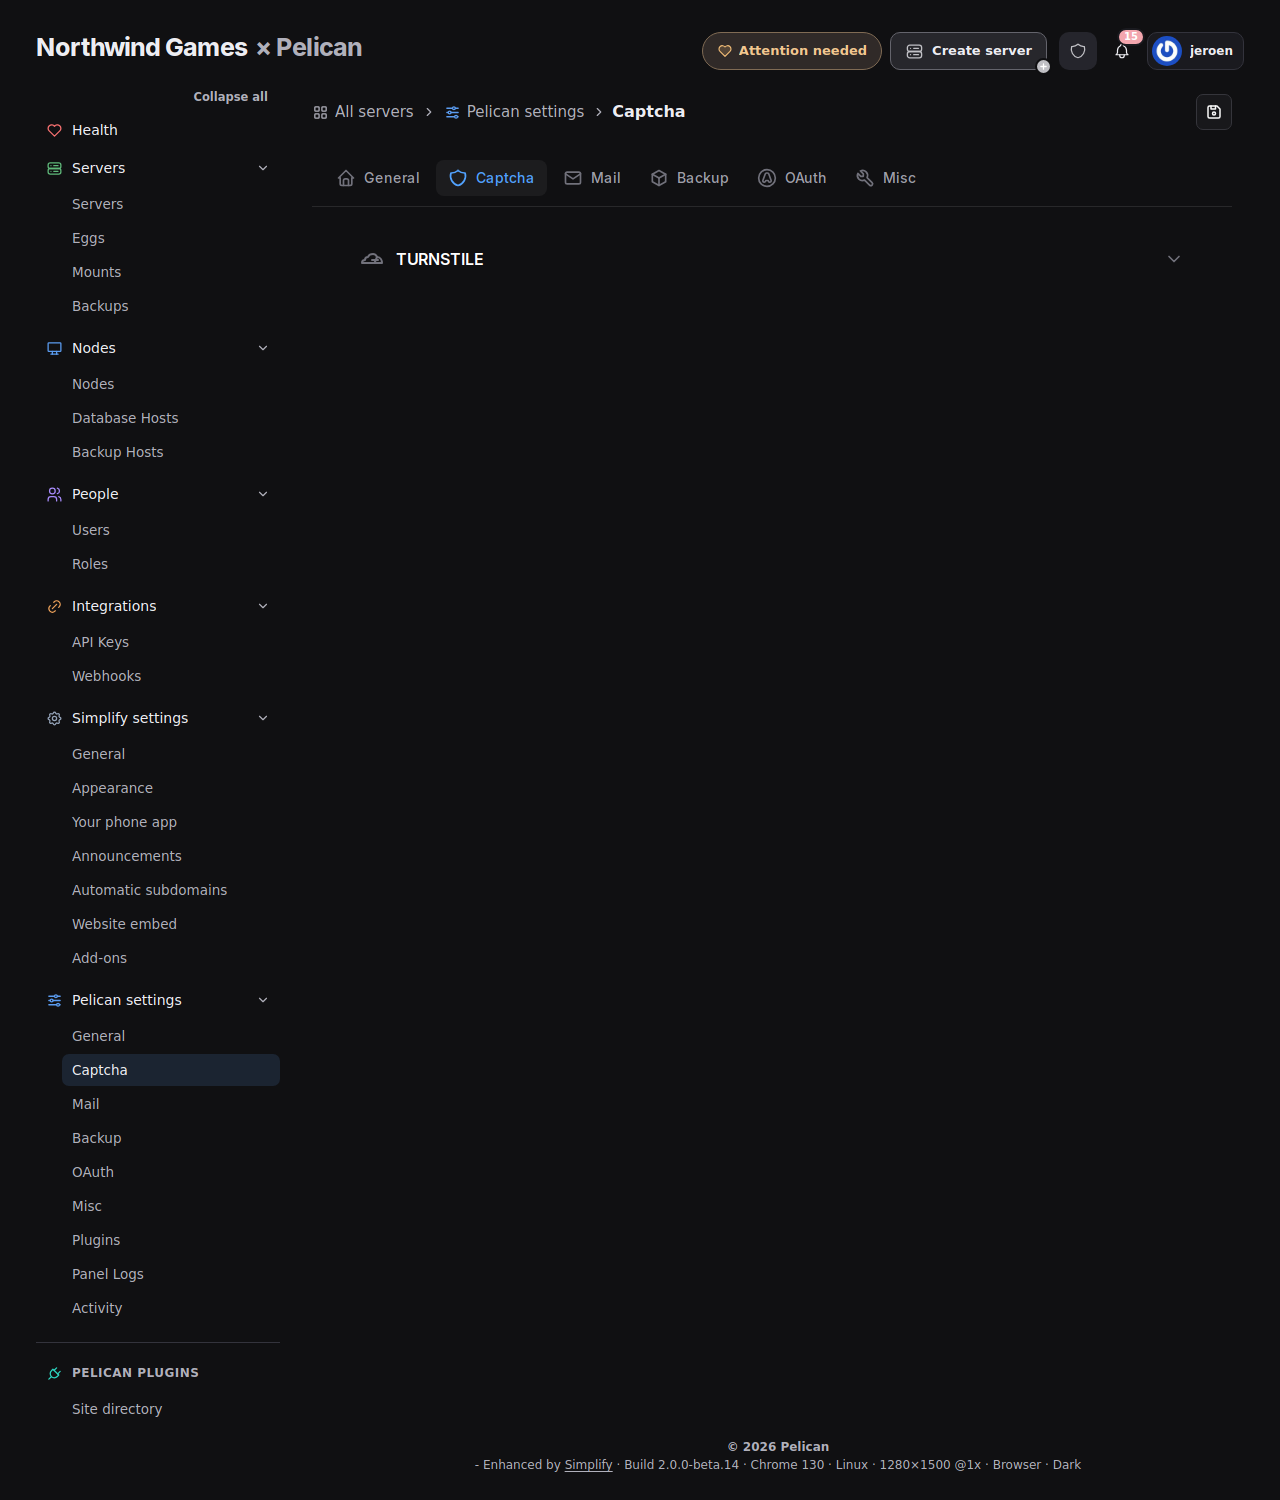 Northwind Games × Pelican
Attention needed
Create server
15
jeroen
Collapse all
Health
Servers
Servers
Eggs
Mounts
Backups
Nodes
Nodes
Database Hosts
Backup Hosts
People
Users
Roles
Integrations
API Keys
Webhooks
Simplify settings
General
Appearance
Your phone app
Announcements
Automatic subdomains
Website embed
Add-ons
Pelican settings
General
Captcha
Mail
Backup
OAuth
Misc
Plugins
Panel Logs
Activity
PELICAN PLUGINS
Site directory
All servers > Pelican settings > Captcha
General Captcha Mail Backup OAuth Misc
TURNSTILE
© 2026 Pelican
- Enhanced by Simplify · Build 2.0.0-beta.14 · Chrome 130 · Linux · 1280×1500 @1x · Browser · Dark